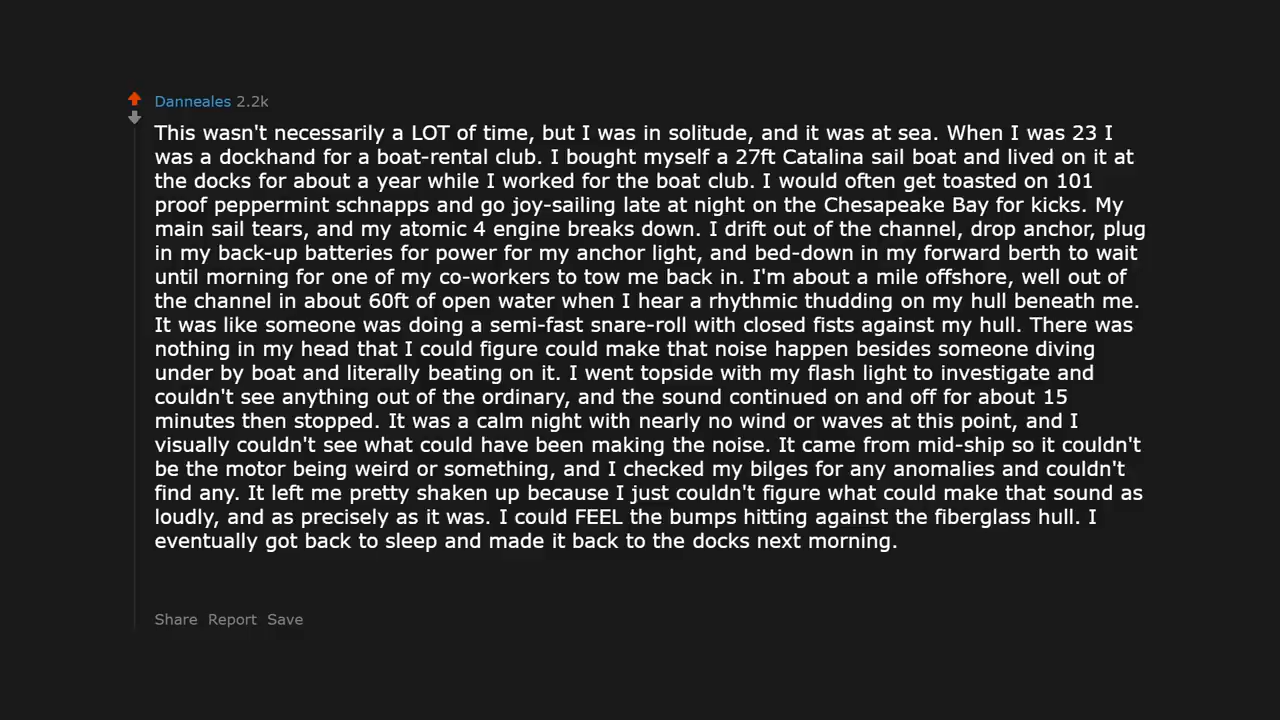 Danneales 2.2k
This wasn't necessarily a LOT of time, but I was in solitude, and it was at sea. When I was 23 I
was a dockhand for a boat-rental club. I bought myself a 27ft Catalina sail boat and lived on it at
the docks for about a year while I worked for the boat club. I would often get toasted on 101
proof peppermint schnapps and go joy-sailing late at night on the Chesapeake Bay for kicks. My
main sail tears, and my atomic 4 engine breaks down. I drift out of the channel, drop anchor, plug
in my back-up batteries for power for my anchor light, and bed-down in my forward berth to wait
until morning for one of my co-workers to tow me back in. I'm about a mile offshore, well out of
the channel in about 60ft of open water when I hear a rhythmic thudding on my hull beneath me.
It was like someone was doing a semi-fast snare-roll with closed fists against my hull. There was
nothing in my head that I could figure could make that noise happen besides someone diving
under by boat and literally beating on it. I went topside with my flash light to investigate and
couldn't see anything out of the ordinary, and the sound continued on and off for about 15
minutes then stopped. It was a calm night with nearly no wind or waves at this point, and I
visually couldn't see what could have been making the noise. It came from mid-ship so it couldn't
be the motor being weird or something, and I checked my bilges for any anomalies and couldn't
find any. It left me pretty shaken up because I just couldn't figure what could make that sound as
loudly, and as precisely as it was. I could FEEL the bumps hitting against the fiberglass hull. I
eventually got back to sleep and made it back to the docks next morning.
Share Report Save